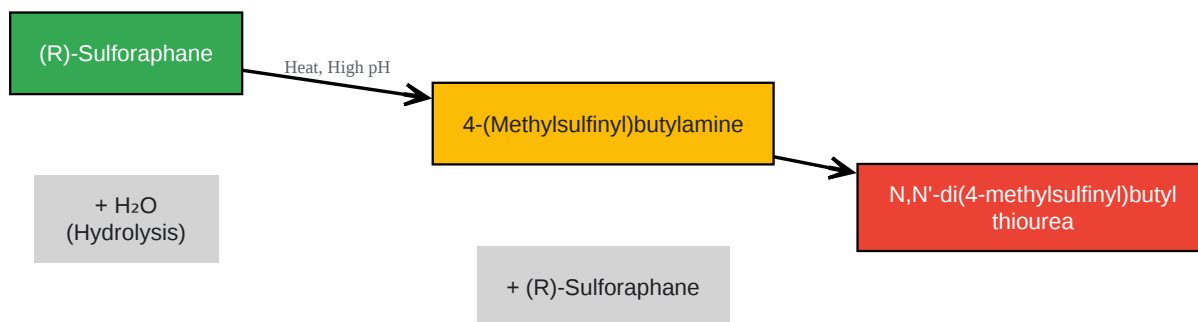 (R)-Sulforaphane
Heat, High pH
4-(Methylsulfinyl)butylamine
N,N'-di(4-methylsulfinyl)butyl
thiourea
+ H₂O
(Hydrolysis)
+ (R)-Sulforaphane